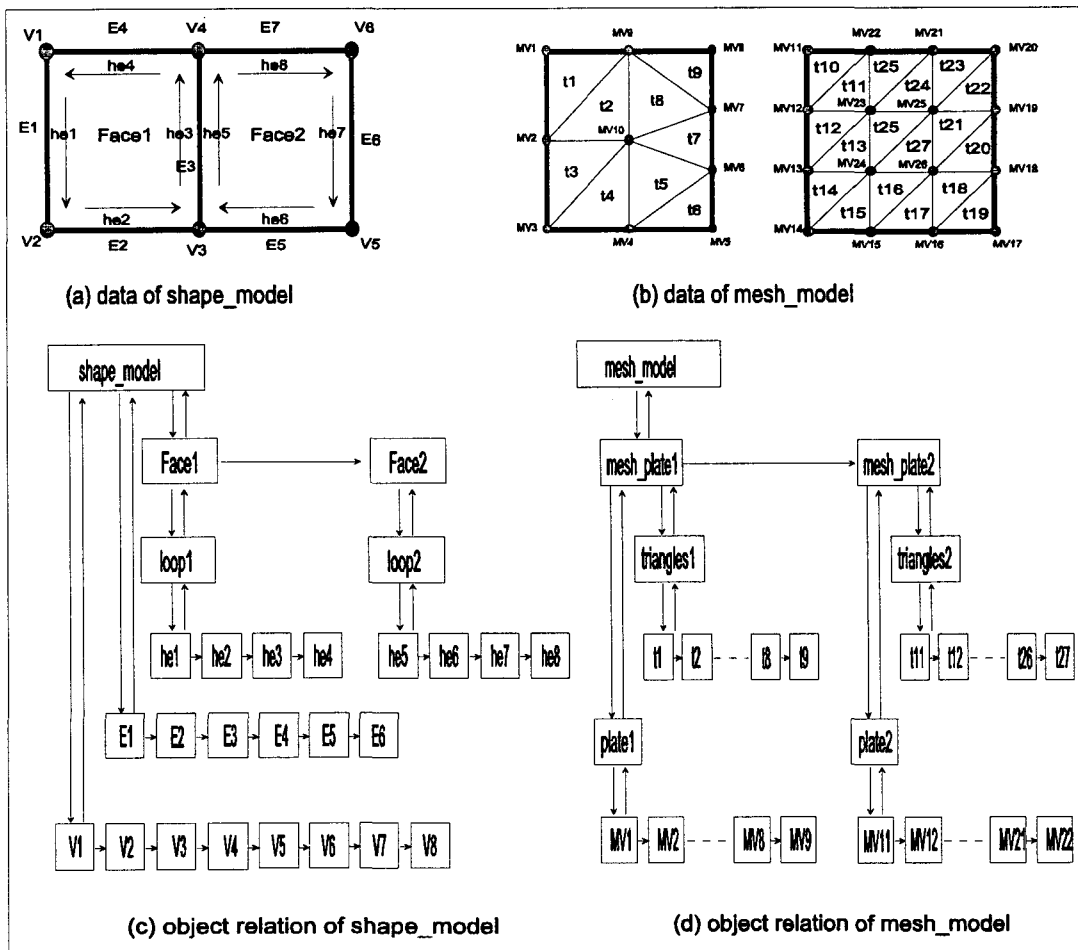 V1 E4 V4 E7 V6
he4 he8
E1 he1 Face1 he3 he5 Face2 he7 E6
E3
he2 he6
V2 E2 V3 E5 V5
(a) data of shape_model
MV1 MV9 MV8
t1 t9
t2 t8
MV7
MV2 MV10 t7
t3 MV6
t4 t5
t6
MV3 MV4 MV5
MV11 MV22 MV21 MV20
t10 t25 t23
t11 t24 t22
MV12 MV23 MV25 MV19
t12 t25 t21
t13 t27 t20
MV13 MV24 MV26 MV18
t14 t16 t18
t15 t17 t19
MV14 MV15 MV16 MV17
(b) data of mesh_model
shape_model
Face1 Face2
loop1 loop2
he1 he2 he3 he4 he5 he6 he7 he8
E1 E2 E3 E4 E5 E6
V1 V2 V3 V4 V5 V6 V7 V8
(c) object relation of shape_model
mesh_model
mesh_plate1 mesh_plate2
triangles1 triangles2
t1 t2 t8 t9 t11 t12 t26 t27
plate1 plate2
MV1 MV2 MV8 MV9 MV11 MV12 MV21 MV22
(d) object relation of mesh_model